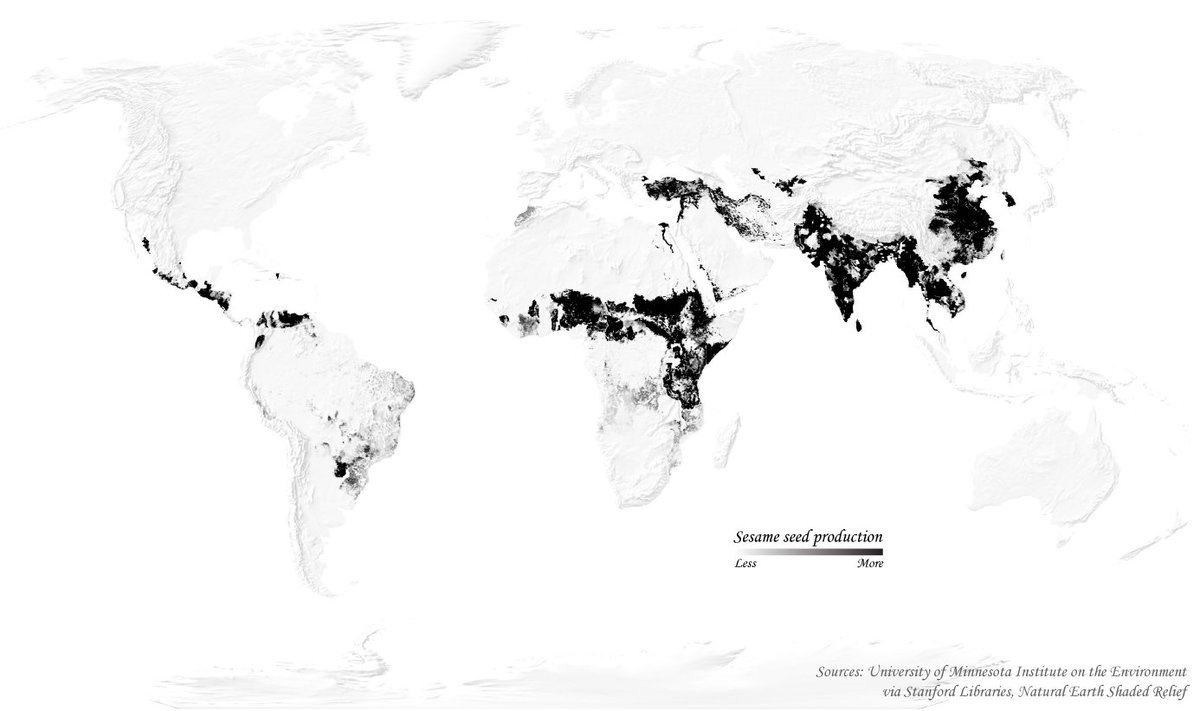 Sesame seed production
Less More
Sources: University of Minnesota Institute on the Environment
via Stanford Libraries, Natural Earth Shaded Relief